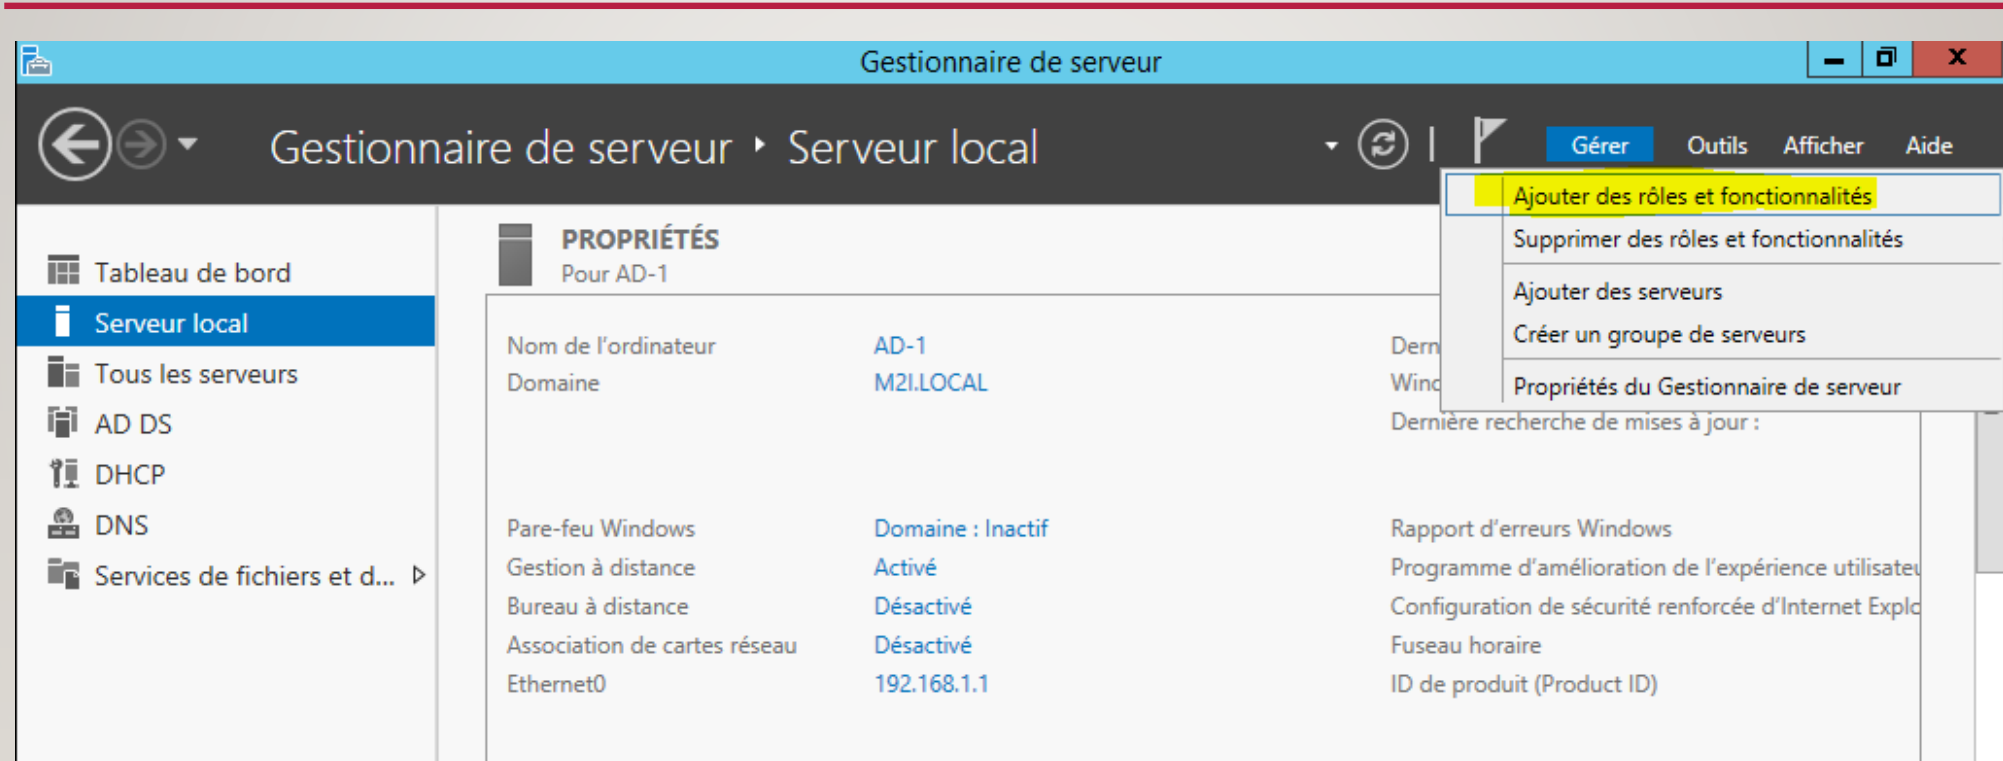 Gestionnaire de serveur
Gestionnaire de serveur ‣ Serveur local
Gérer Outils Afficher Aide
Ajouter des rôles et fonctionnalités
Supprimer des rôles et fonctionnalités
Ajouter des serveurs
Créer un groupe de serveurs
Propriétés du Gestionnaire de serveur
Tableau de bord
Serveur local
Tous les serveurs
AD DS
DHCP
DNS
Services de fichiers et d...
PROPRIÉTÉS
Pour AD-1
Nom de l'ordinateur AD-1 Dern
Domaine M2I.LOCAL Wind
Dernière recherche de mises à jour :
Pare-feu Windows Domaine : Inactif Rapport d'erreurs Windows
Gestion à distance Activé Programme d'amélioration de l'expérience utilisateu
Bureau à distance Désactivé Configuration de sécurité renforcée d'Internet Explo
Association de cartes réseau Désactivé Fuseau horaire
Ethernet0 192.168.1.1 ID de produit (Product ID)